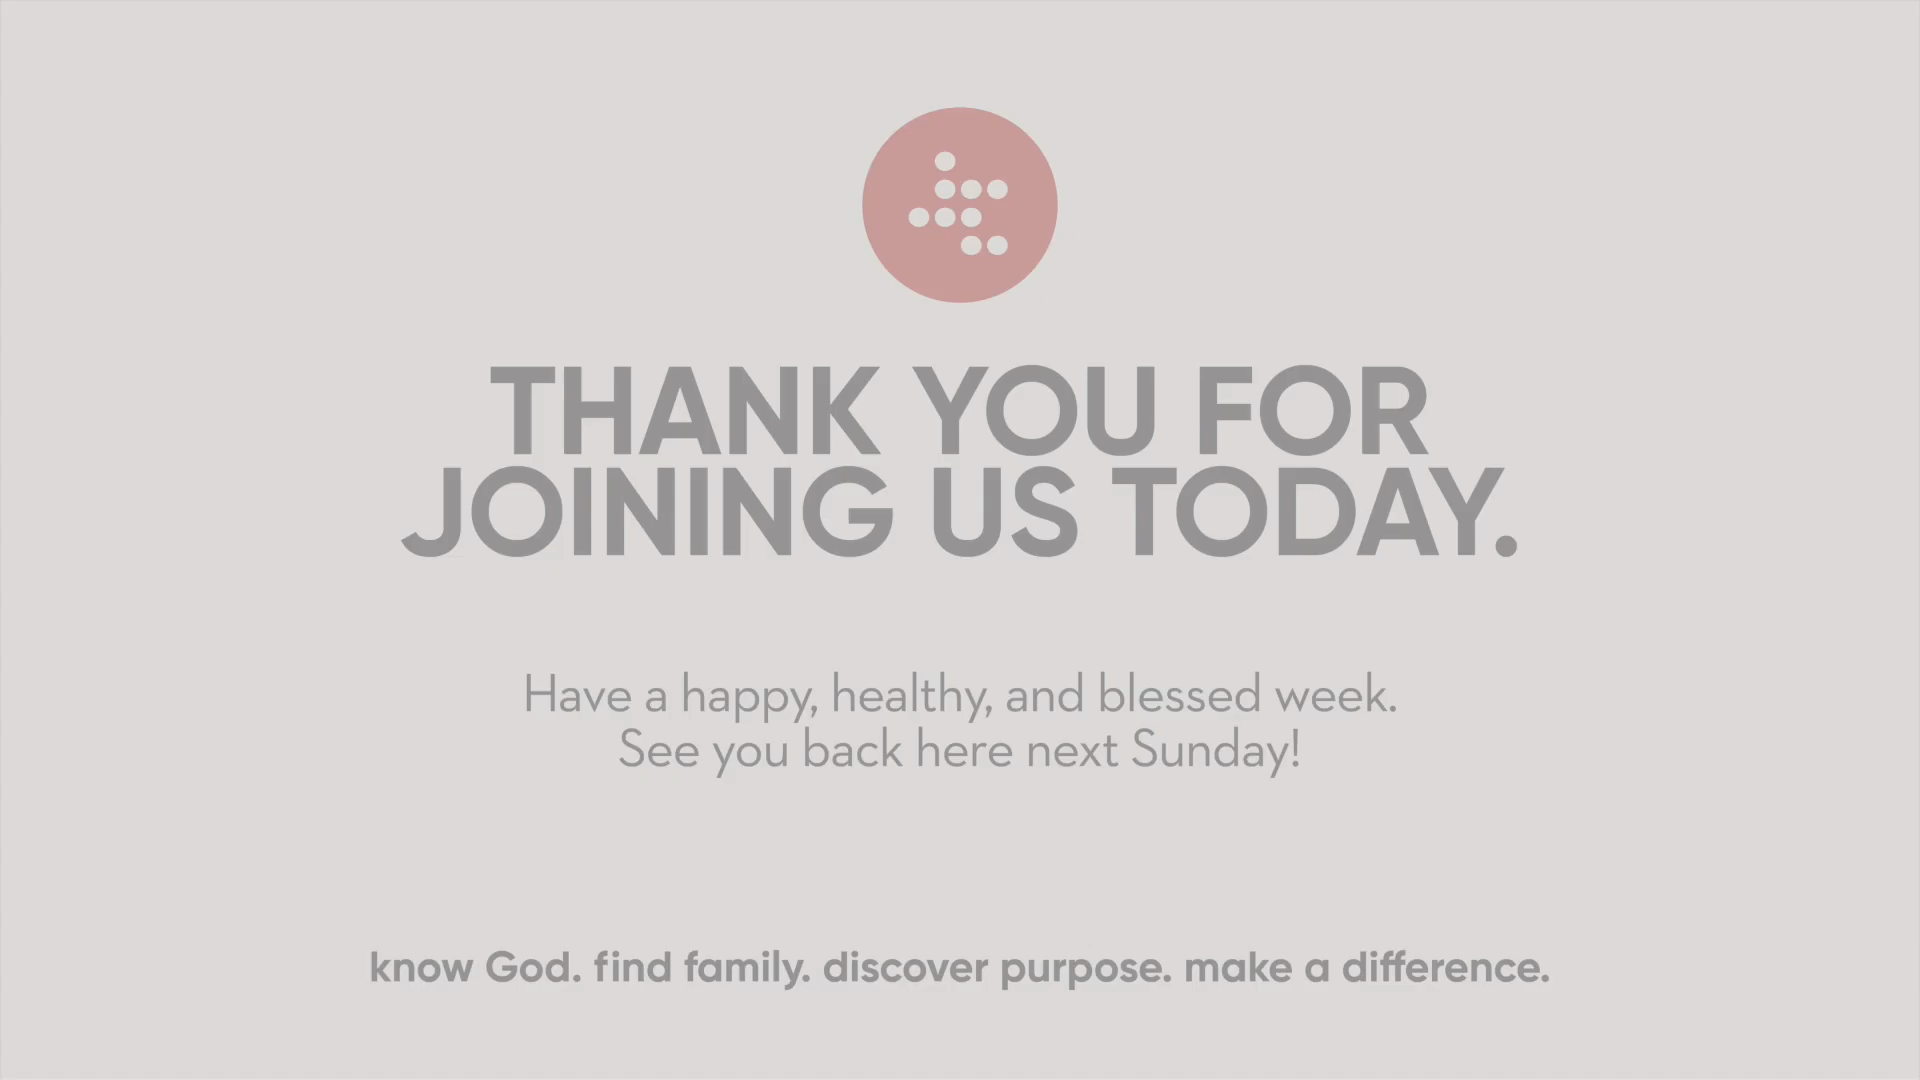 THANK YOU FOR
JOINING US TODAY.
Have a happy, healthy, and blessed week.
See you back here next Sunday!
know God. find family. discover purpose. make a difference.